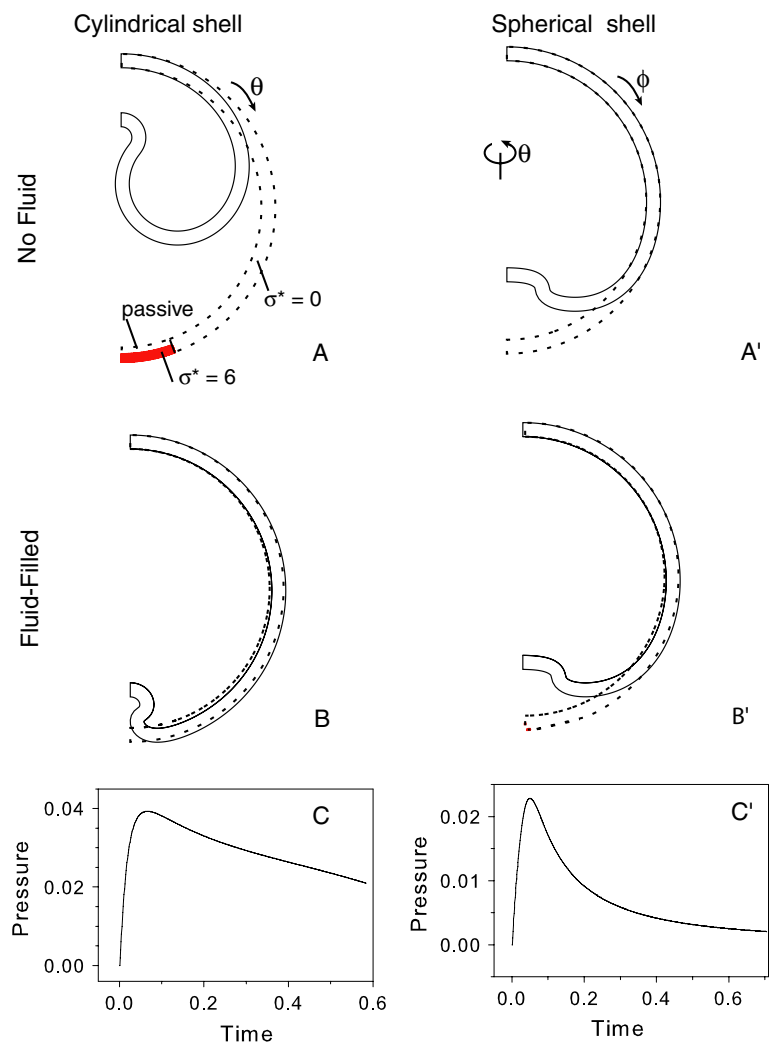 Cylindrical shell
Spherical shell
No Fluid
θ
ϕ
θ
σ* = 0
passive
σ* = 6
A
A'
Fluid-Filled
B
B'
C
Pressure
0.04
0.02
0.00
0.0 0.2 0.4 0.6
Time
C'
Pressure
0.02
0.01
0.00
0.0 0.2 0.4 0.6
Time